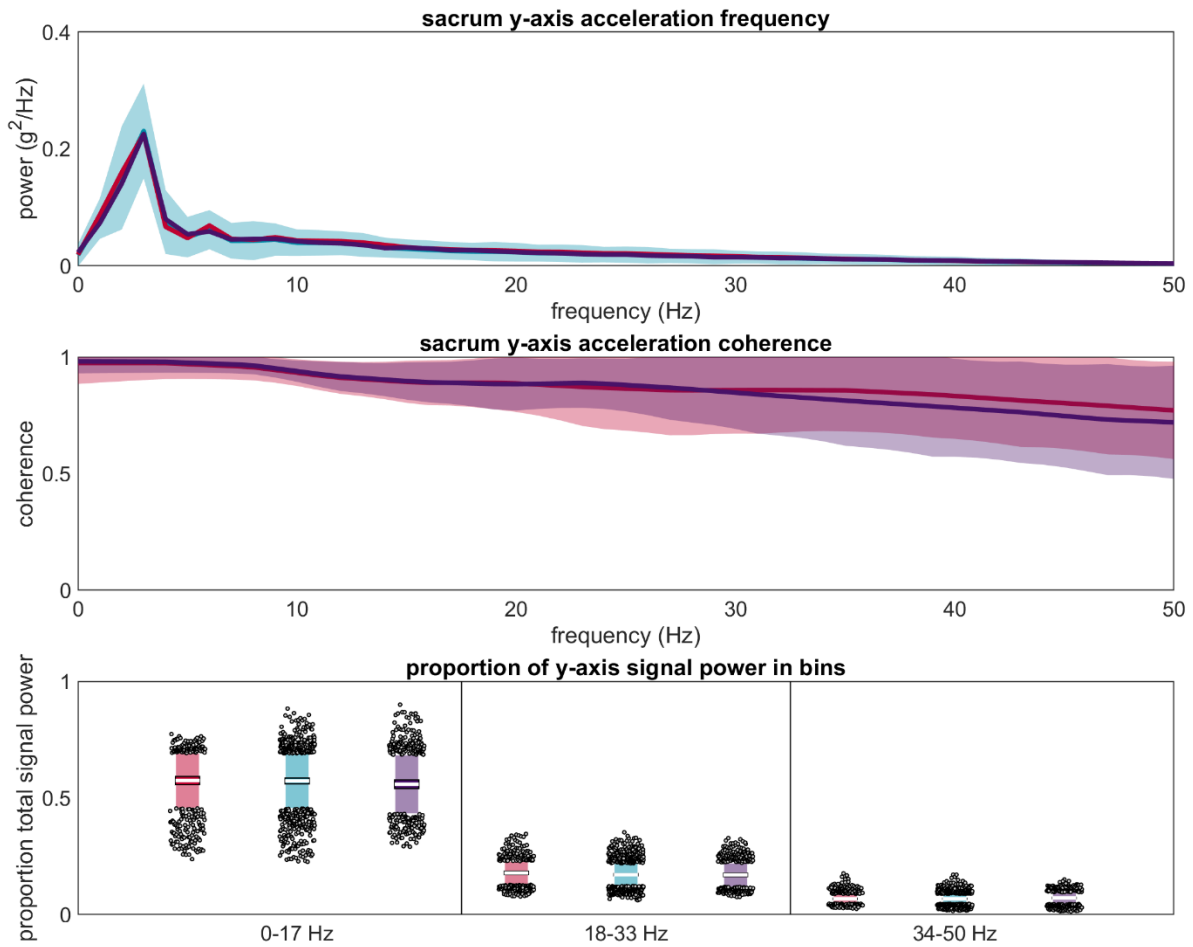 sacrum y-axis acceleration frequency
0.4
0.2
0
power (g²/Hz)
0 10 20 30 40 50
frequency (Hz)
sacrum y-axis acceleration coherence
1
0.5
0
coherence
0 10 20 30 40 50
frequency (Hz)
proportion of y-axis signal power in bins
1
0.5
0
proportion total signal power
0-17 Hz 18-33 Hz 34-50 Hz